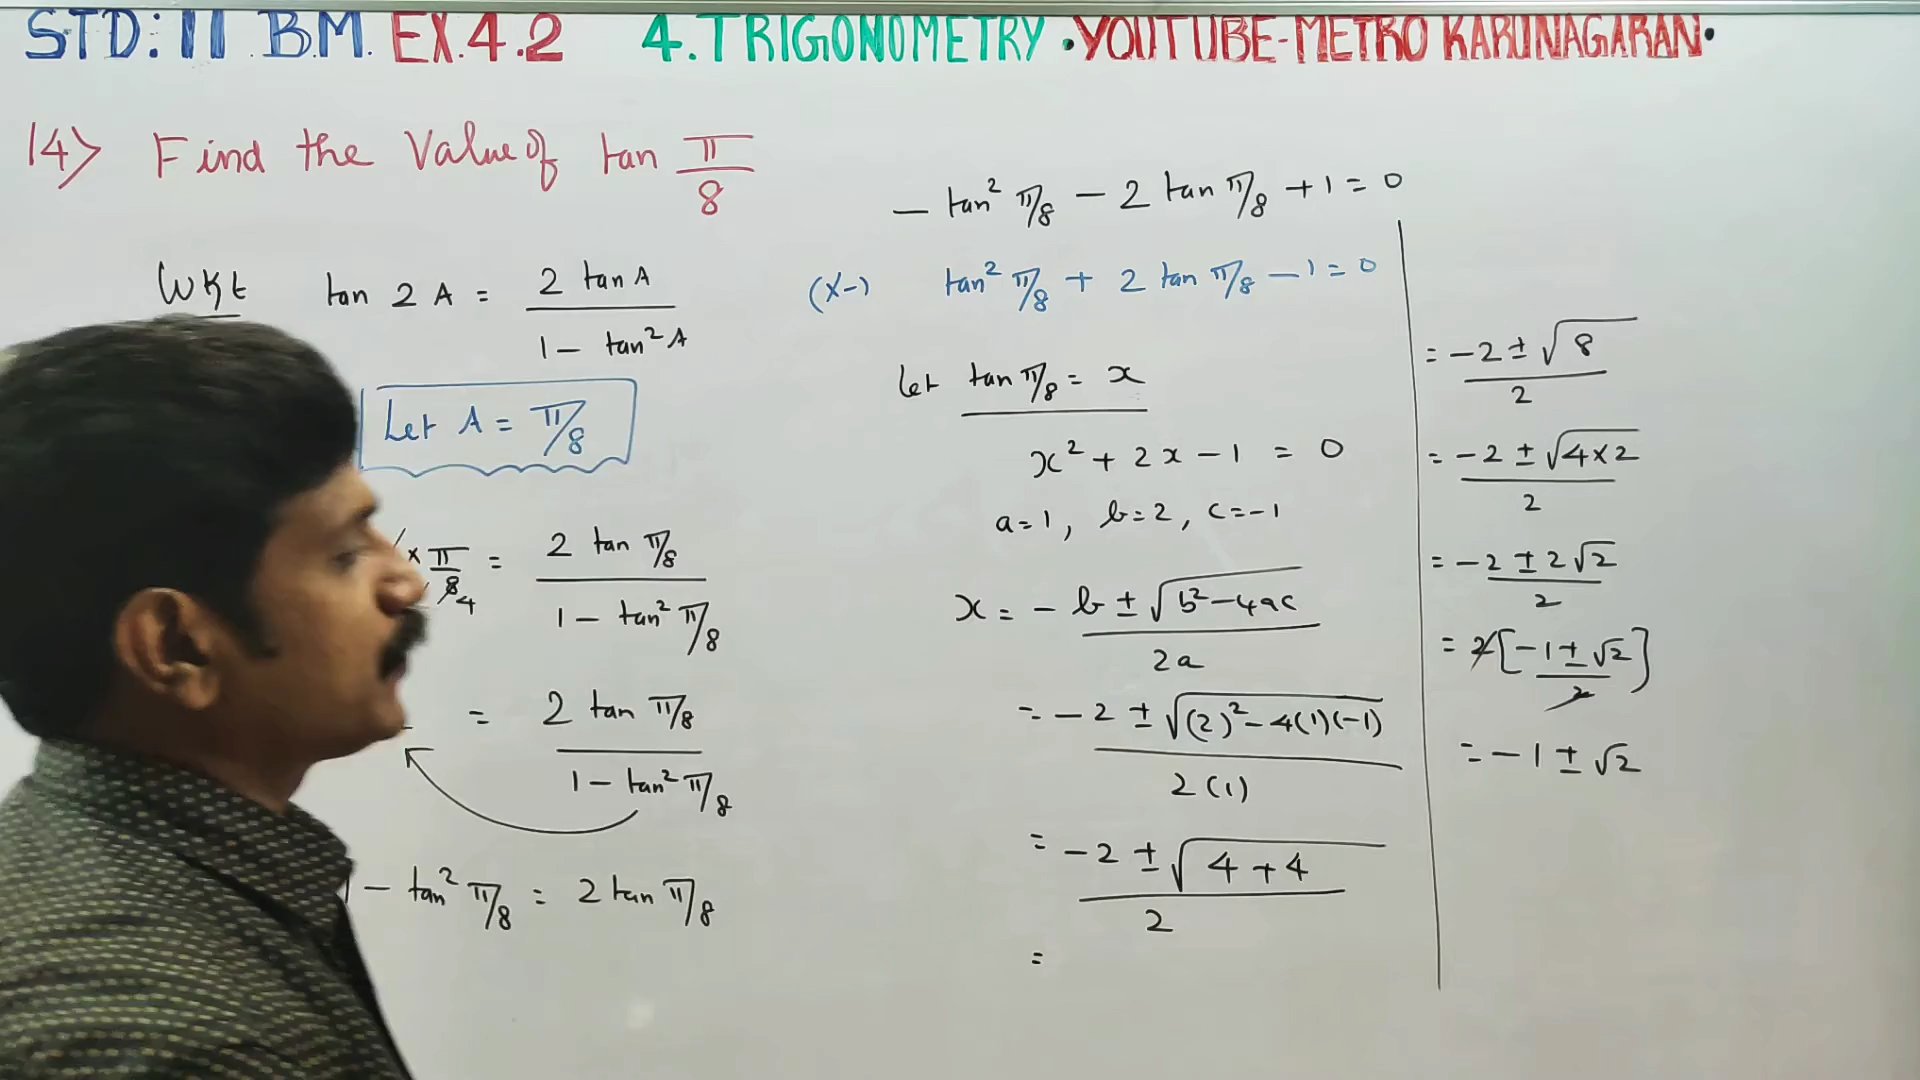 STD: 11 B.M. EX.4.2 4. TRIGONOMETRY • YOUTUBE-METRO KARUNAGARAN •
14) Find the Value of tan π/8
WKt tan 2A = 2 tan A / 1 - tan² A
Let A = π/8
× π/8 4 = 2 tan π/8 / 1 - tan² π/8
= 2 tan π/8 / 1 - tan² π/8
1 - tan² π/8 = 2 tan π/8
- tan² π/8 - 2 tan π/8 + 1 = 0
(×-) tan² π/8 + 2 tan π/8 - 1 = 0
let tan π/8 = x
x² + 2x - 1 = 0
a = 1, b = 2, c = -1
x = -b ± √b² - 4ac / 2a
= -2 ± √(2)² - 4(1)(-1) / 2(1)
= -2 ± √4 + 4 / 2
=
= -2 ± √8 / 2
= -2 ± √4×2 / 2
= -2 ± 2√2 / 2
= 2[-1 ± √2] / 2
= -1 ± √2